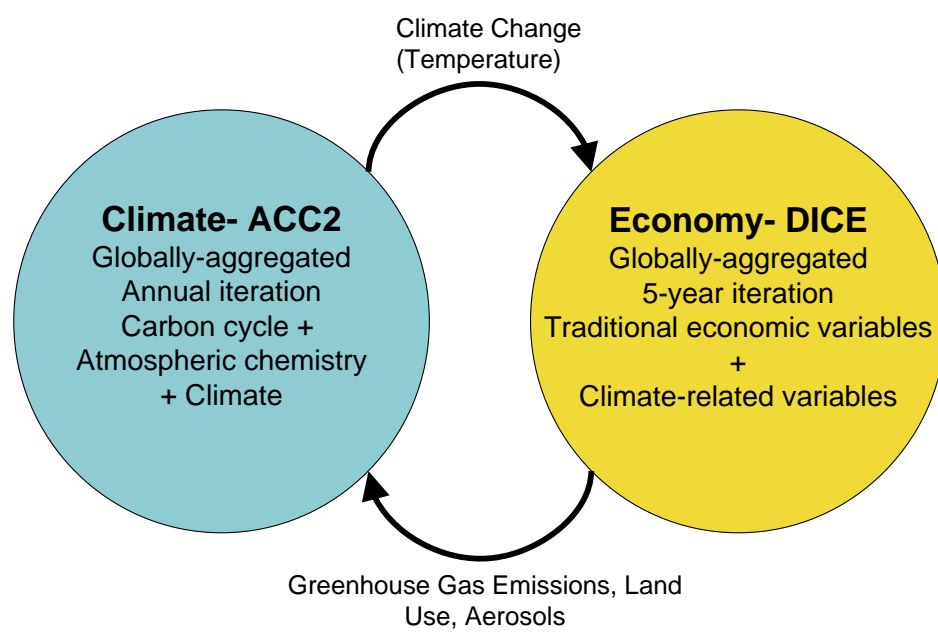 Climate Change
(Temperature)
Climate- ACC2
Globally-aggregated
Annual iteration
Carbon cycle +
Atmospheric chemistry
+ Climate
Economy- DICE
Globally-aggregated
5-year iteration
Traditional economic variables
+
Climate-related variables
Greenhouse Gas Emissions, Land
Use, Aerosols